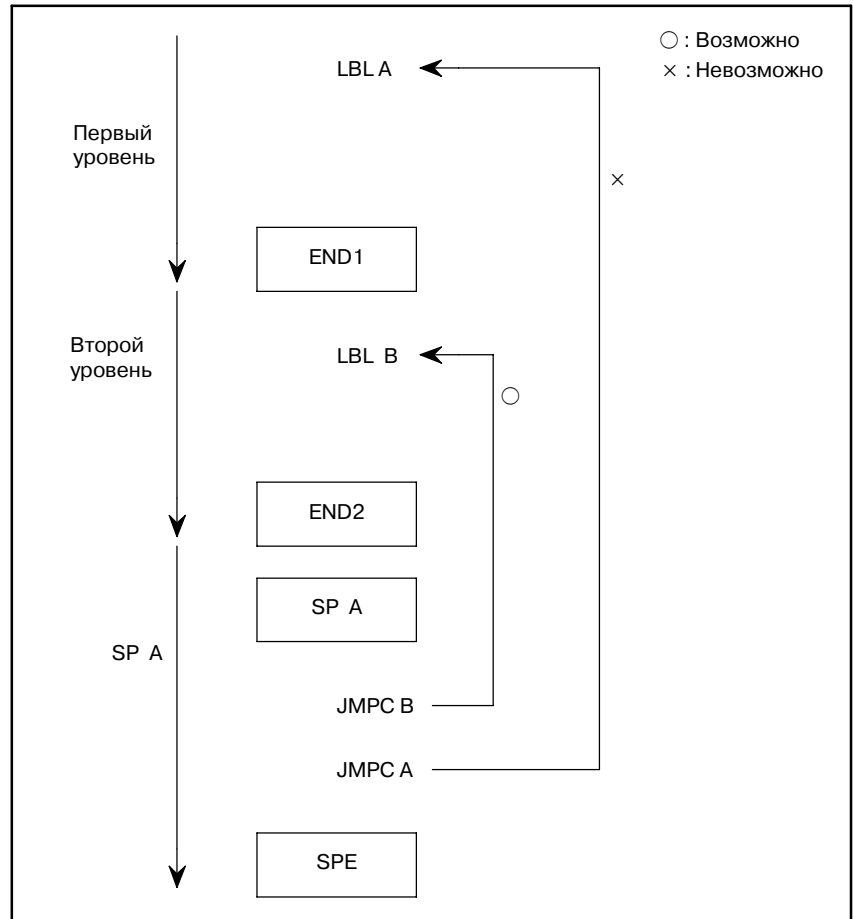 ○ : Возможно
LBL A
× : Невозможно
Первый
уровень
×
END1
Второй
уровень
LBL B
○
END2
SP A
SP A
JMPC B
JMPC A
SPE